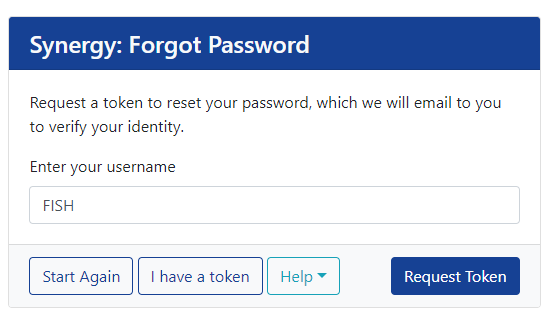 Synergy: Forgot Password
Request a token to reset your password, which we will email to you
to verify your identity.
Enter your username
FISH
Start Again
I have a token
Help
Request Token